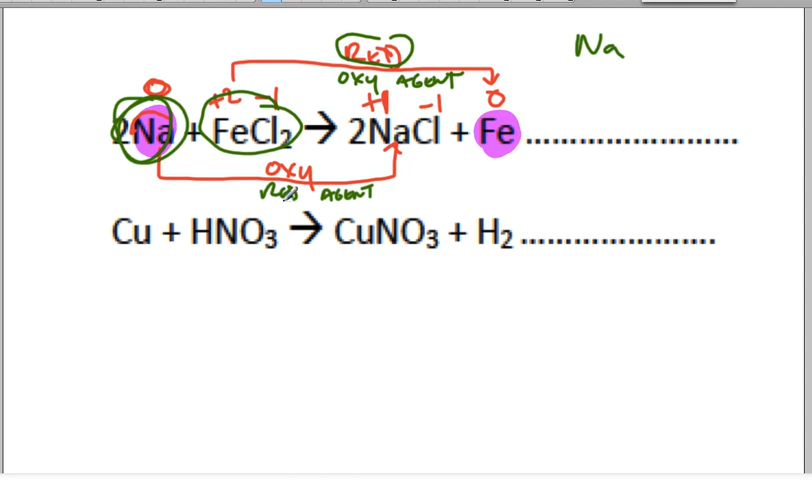 RED Na
OXY AGENT
0 +2 -1 +1 -1 0
2Na + FeCl₂ → 2NaCl + Fe ........................
OXY
RED AGENT
Cu + HNO₃ → CuNO₃ + H₂ ......................